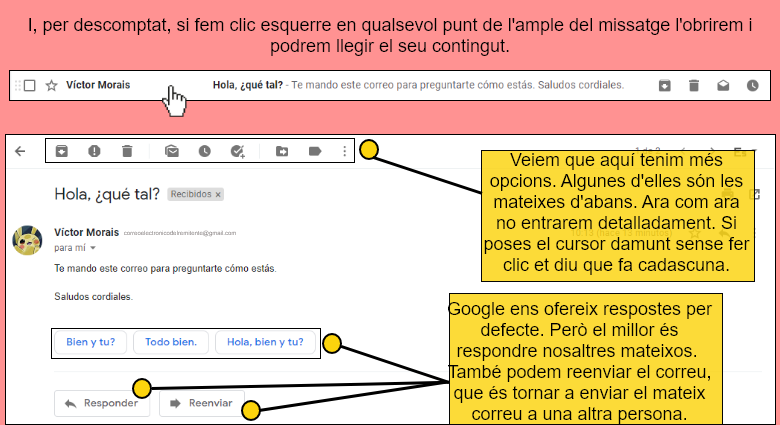 I, per descomptat, si fem clic esquerre en qualsevol punt de l'ample del missatge l'obrirem i
podrem llegir el seu contingut.
Víctor Morais Hola, ¿qué tal? - Te mando este correo para preguntarte cómo estás. Saludos cordiales.
Veiem que aquí tenim més
opcions. Algunes d'elles són les
mateixes d'abans. Ara com ara
no entrarem detalladament. Si
poses el cursor damunt sense fer
clic et diu que fa cadascuna.
Hola, ¿qué tal? Recibidos x
Víctor Morais correoelectronicodelremitente@gmail.com
para mí
Te mando este correo para preguntarte cómo estás.
Saludos cordiales.
Bien y tu? Todo bien. Hola, bien y tu?
Google ens ofereix respostes per
defecte. Però el millor és
respondre nosaltres mateixos.
També podem reenviar el correu,
que és tornar a enviar el mateix
correu a una altra persona.
Responder Reenviar